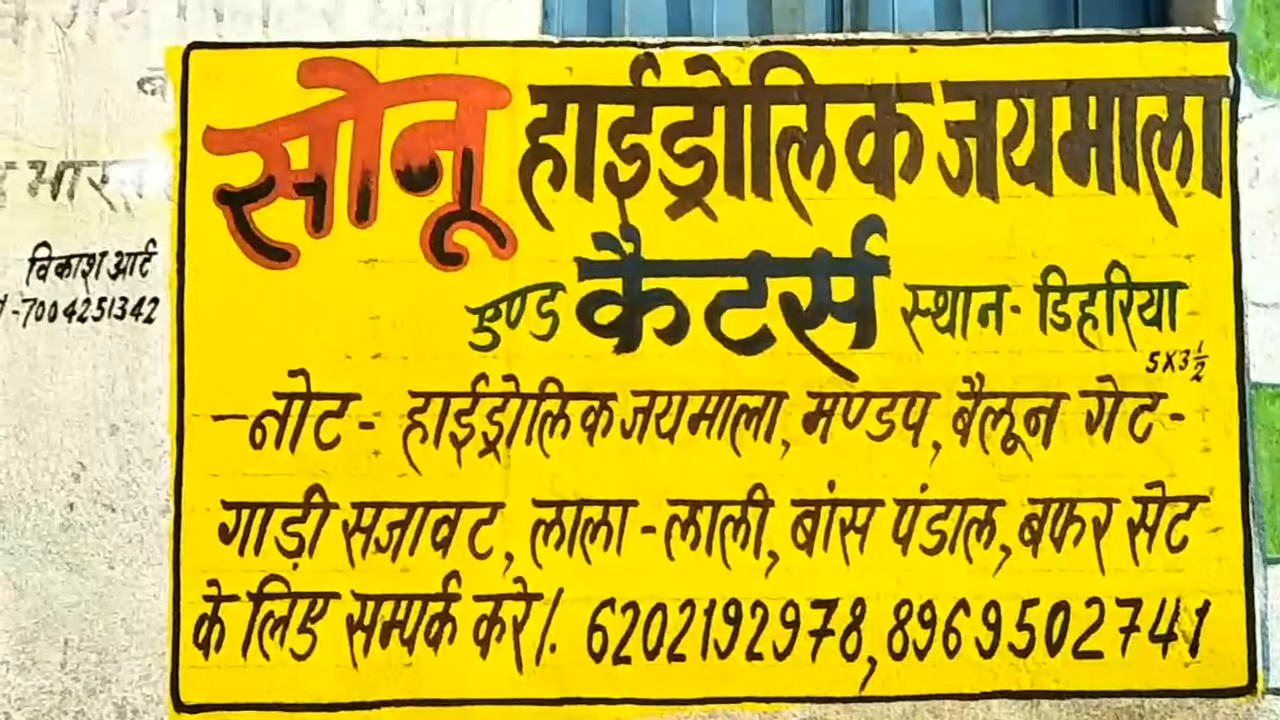 सोनू हाईड्रोलिक जयमाला
एण्ड कैटर्स स्थान - डिहरिया
5x3½
- नोट - हाईड्रोलिक जयमाला, मण्डप, बैलून गेट -
गाड़ी सजावट, लाला - लाली, बांस पंडाल, बफर सेट
के लिए सम्पर्क करे/. 6202192978, 8969502741
विकाश आर्ट
-7004251342